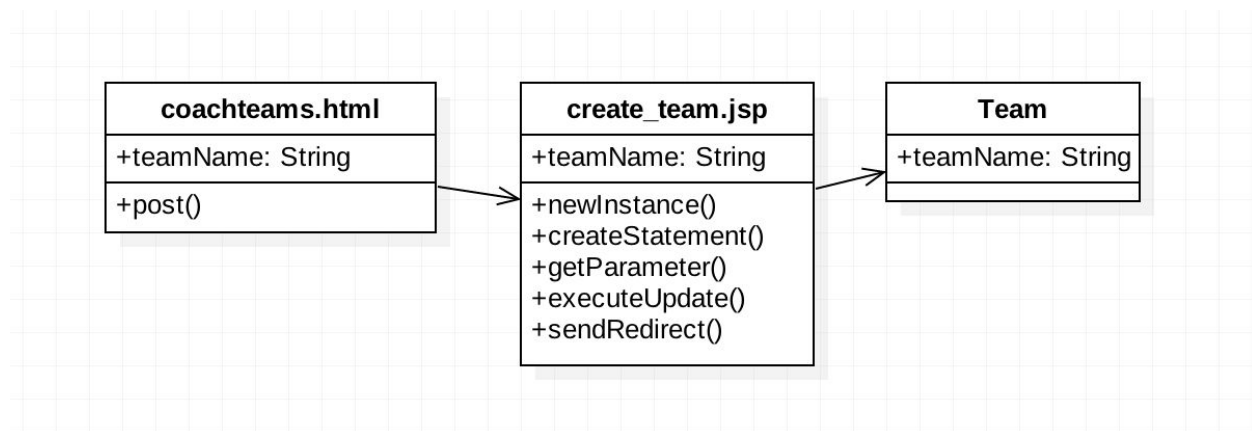 coachteams.html
+teamName: String
+post()
create_team.jsp
+teamName: String
+newInstance()
+createStatement()
+getParameter()
+executeUpdate()
+sendRedirect()
Team
+teamName: String